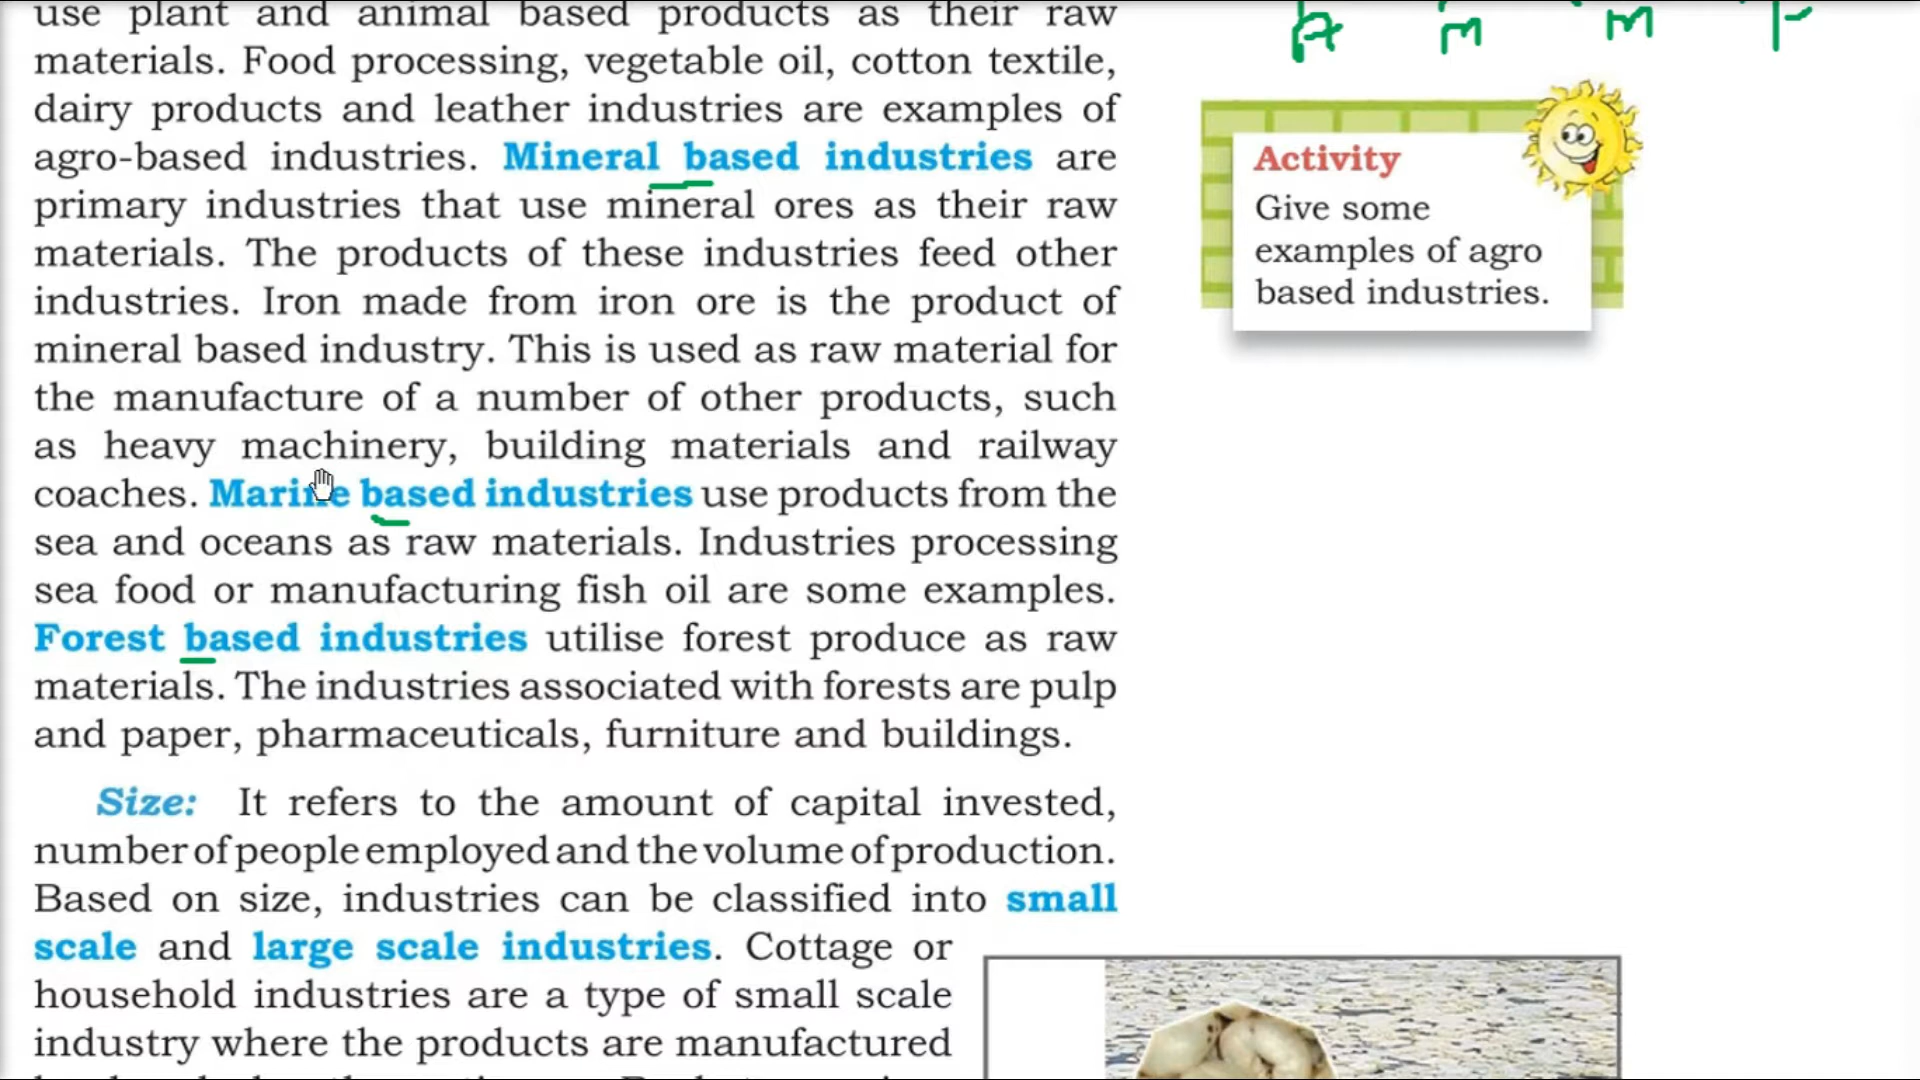 use plant and animal based products as their raw
materials. Food processing, vegetable oil, cotton textile,
dairy products and leather industries are examples of
agro-based industries. Mineral based industries are
primary industries that use mineral ores as their raw
materials. The products of these industries feed other
industries. Iron made from iron ore is the product of
mineral based industry. This is used as raw material for
the manufacture of a number of other products, such
as heavy machinery, building materials and railway
coaches. Marine based industries use products from the
sea and oceans as raw materials. Industries processing
sea food or manufacturing fish oil are some examples.
Forest based industries utilise forest produce as raw
materials. The industries associated with forests are pulp
and paper, pharmaceuticals, furniture and buildings.
Size: It refers to the amount of capital invested,
number of people employed and the volume of production.
Based on size, industries can be classified into small
scale and large scale industries. Cottage or
household industries are a type of small scale
industry where the products are manufactured
A M M F
Activity
Give some
examples of agro
based industries.